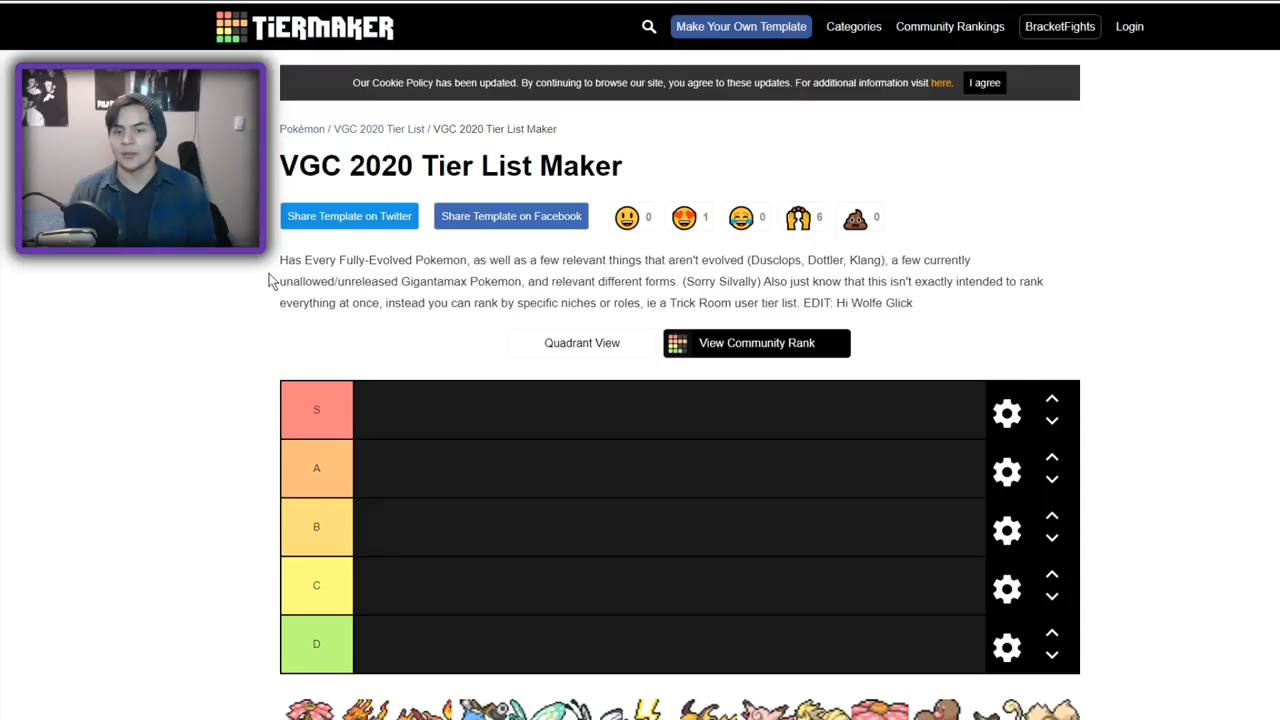 TiERMAKER
Make Your Own Template
Categories
Community Rankings
BracketFights
Login
Our Cookie Policy has been updated. By continuing to browse our site, you agree to these updates. For additional information visit here.
I agree
Pokémon / VGC 2020 Tier List / VGC 2020 Tier List Maker
VGC 2020 Tier List Maker
Share Template on Twitter
Share Template on Facebook
0
1
0
6
0
Has Every Fully-Evolved Pokemon, as well as a few relevant things that aren't evolved (Dusclops, Dottler, Klang), a few currently
unallowed/unreleased Gigantamax Pokemon, and relevant different forms. (Sorry Silvally) Also just know that this isn't exactly intended to rank
everything at once, instead you can rank by specific niches or roles, ie a Trick Room user tier list. EDIT: Hi Wolfe Glick
Quadrant View
View Community Rank
S
A
B
C
D